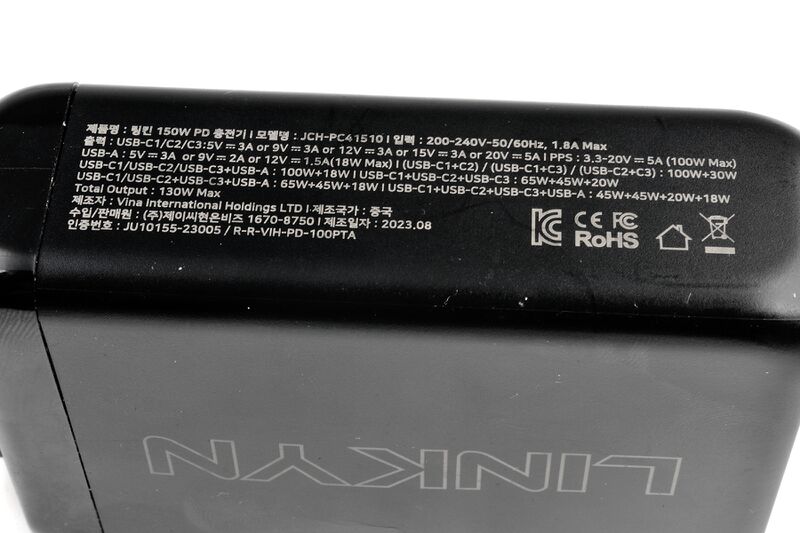 제품명 : 링킨 150W PD 충전기 I 모델명 : JCH-PC41510 I 입력 : 200-240V-50/60Hz, 1.8A Max
출력 : USB-C1/C2/C3:5V ⎓ 3A or 9V ⎓ 3A or 12V ⎓ 3A or 15V ⎓ 3A or 20V ⎓ 5A I PPS : 3.3-20V ⎓ 5A (100W Max)
USB-A : 5V ⎓ 3A or 9V ⎓ 2A or 12V ⎓ 1.5A(18W Max) I (USB-C1+C2) / (USB-C1+C3) / (USB-C2+C3) : 100W+30W
USB-C1/USB-C2/USB-C3+USB-A : 100W+18W I USB-C1+USB-C2+USB-C3 : 65W+45W+20W
USB-C1/USB-C2+USB-C3+USB-A : 65W+45W+18W I USB-C1+USB-C2+USB-C3+USB-A : 45W+45W+20W+18W
Total Output : 130W Max
제조자 : Vina International Holdings LTD I 제조국가 : 중국
수입/판매원 : (주)제이씨현온비즈 1670-8750 I 제조일자 : 2023.08
인증번호 : JU10155-23005 / R-R-VIH-PD-100PTA
KC CE FC
RoHS
LINKYN